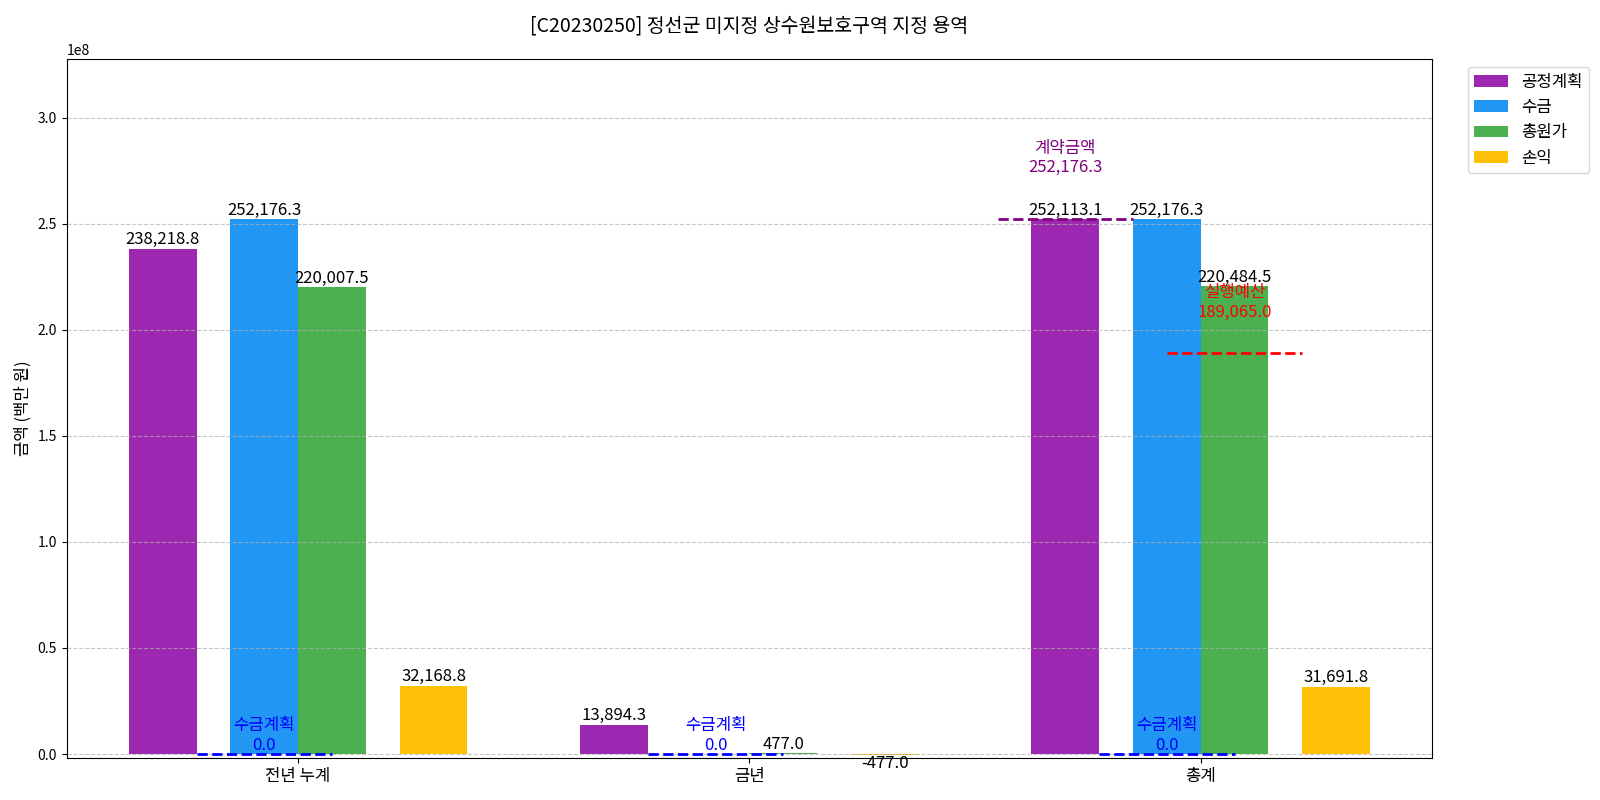 [C20230250] 정선군 미지정 상수원보호구역 지정 용역
1e8
금액 (백만 원)
3.0
2.5
2.0
1.5
1.0
0.5
0.0
238,218.8
252,176.3
220,007.5
32,168.8
수금계획
0.0
13,894.3
수금계획
0.0
477.0
-477.0
계약금액
252,176.3
252,113.1
252,176.3
220,484.5
실행예산
189,065.0
수금계획
0.0
31,691.8
전년 누계
금년
총계
공정계획
수금
총원가
손익